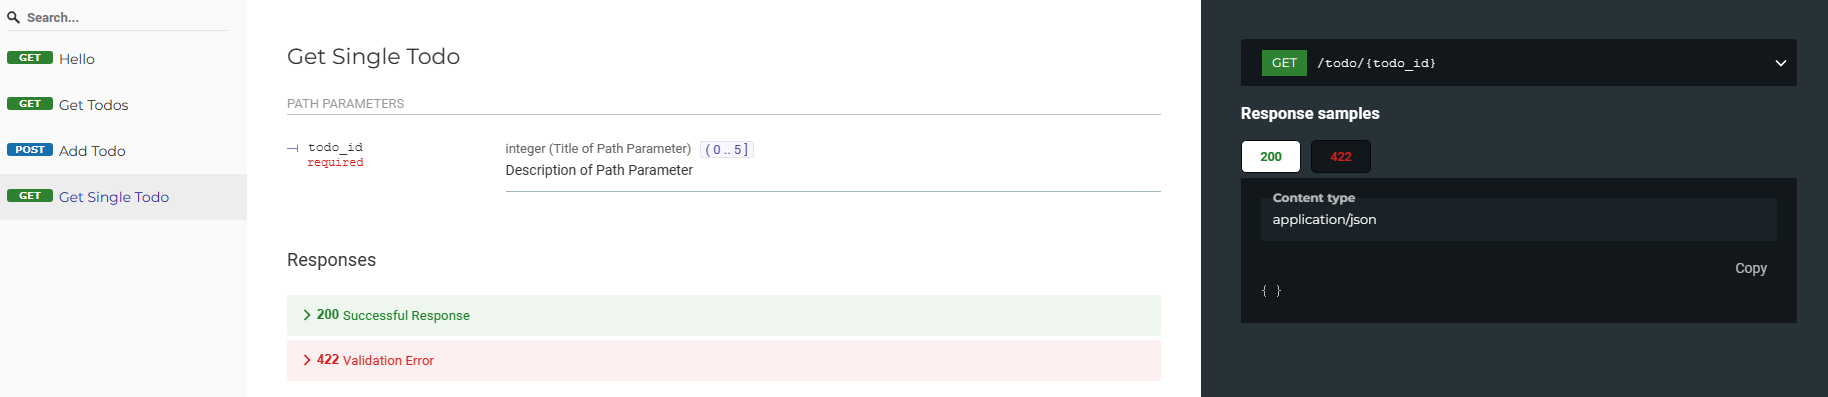 Search...
GET Hello
GET Get Todos
POST Add Todo
GET Get Single Todo
Get Single Todo
PATH PARAMETERS
todo_id
required
integer (Title of Path Parameter) ( 0 .. 5 ]
Description of Path Parameter
Responses
200 Successful Response
422 Validation Error
GET /todo/{todo_id}
Response samples
200 422
Content type
application/json
Copy
{ }